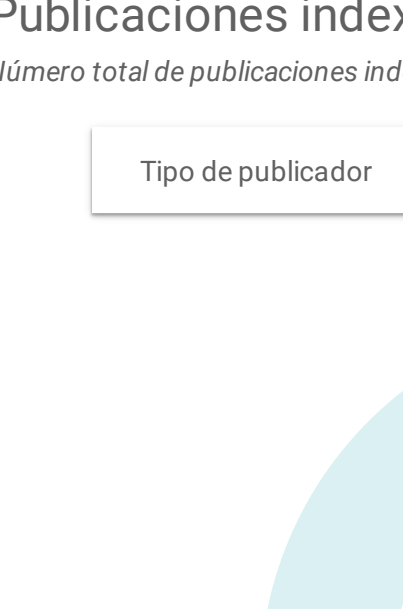 Publicaciones index
Número total de publicaciones ind
Tipo de publicador